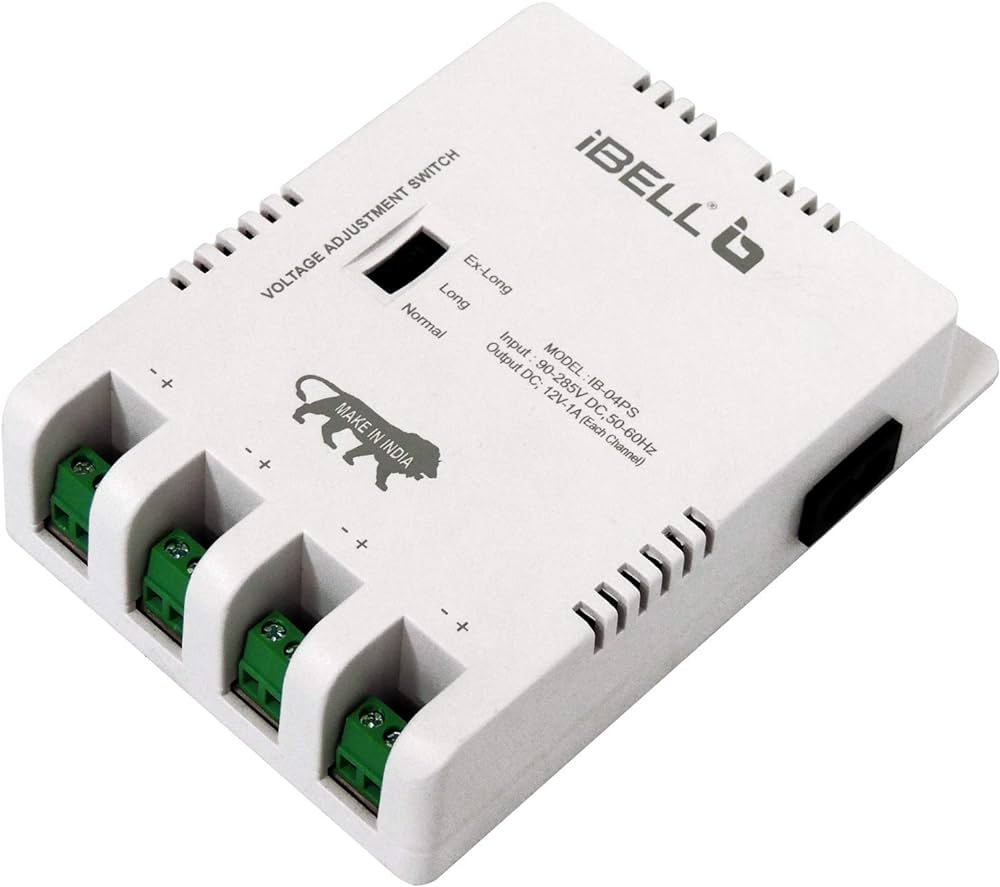 iBELL® ib
VOLTAGE ADJUSTMENT SWITCH
Ex-Long
Long
Normal
MODEL : IB-04PS
Input : 90-285V DC,50-60Hz
Output DC; 12V-1A (Each Channel)
MAKE IN INDIA
- +
- +
- +
- +